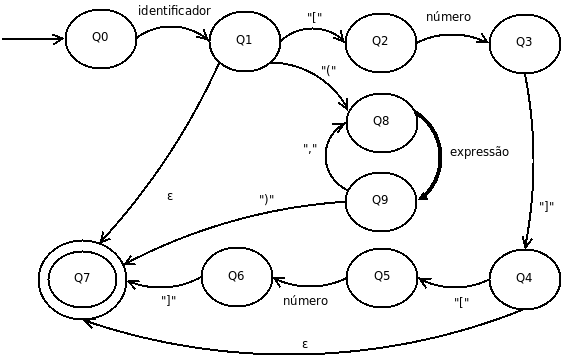 identificador
"["
número
Q0
Q1
Q2
Q3
"("
Q8
","
expressão
ε
")"
Q9
"]"
Q7
Q6
Q5
Q4
"]"
número
"["
ε